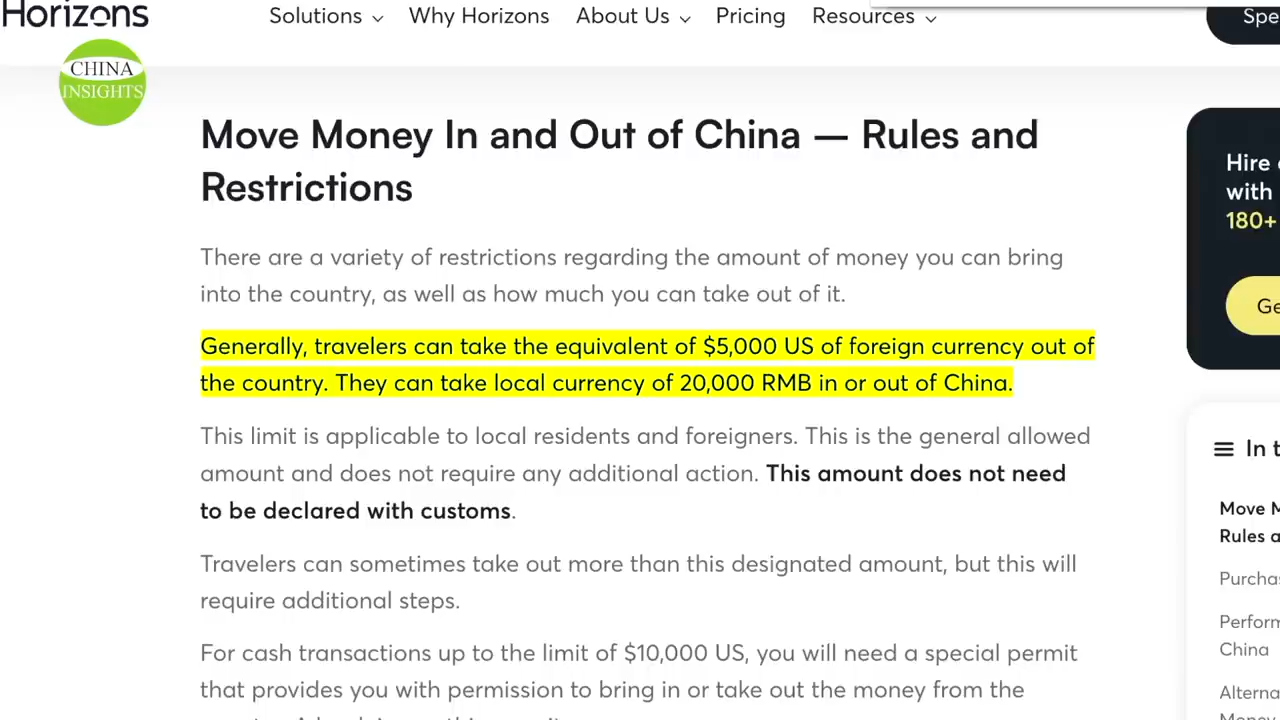 Horizons
Solutions
Why Horizons
About Us
Pricing
Resources
Spe
CHINA
INSIGHTS
Move Money In and Out of China — Rules and
Restrictions
There are a variety of restrictions regarding the amount of money you can bring
into the country, as well as how much you can take out of it.
Generally, travelers can take the equivalent of $5,000 US of foreign currency out of
the country. They can take local currency of 20,000 RMB in or out of China.
This limit is applicable to local residents and foreigners. This is the general allowed
amount and does not require any additional action. This amount does not need
to be declared with customs.
Travelers can sometimes take out more than this designated amount, but this will
require additional steps.
For cash transactions up to the limit of $10,000 US, you will need a special permit
that provides you with permission to bring in or take out the money from the
Hire
with
180+
Ge
In t
Move M
Rules a
Purcha
Perform
China
Alterna